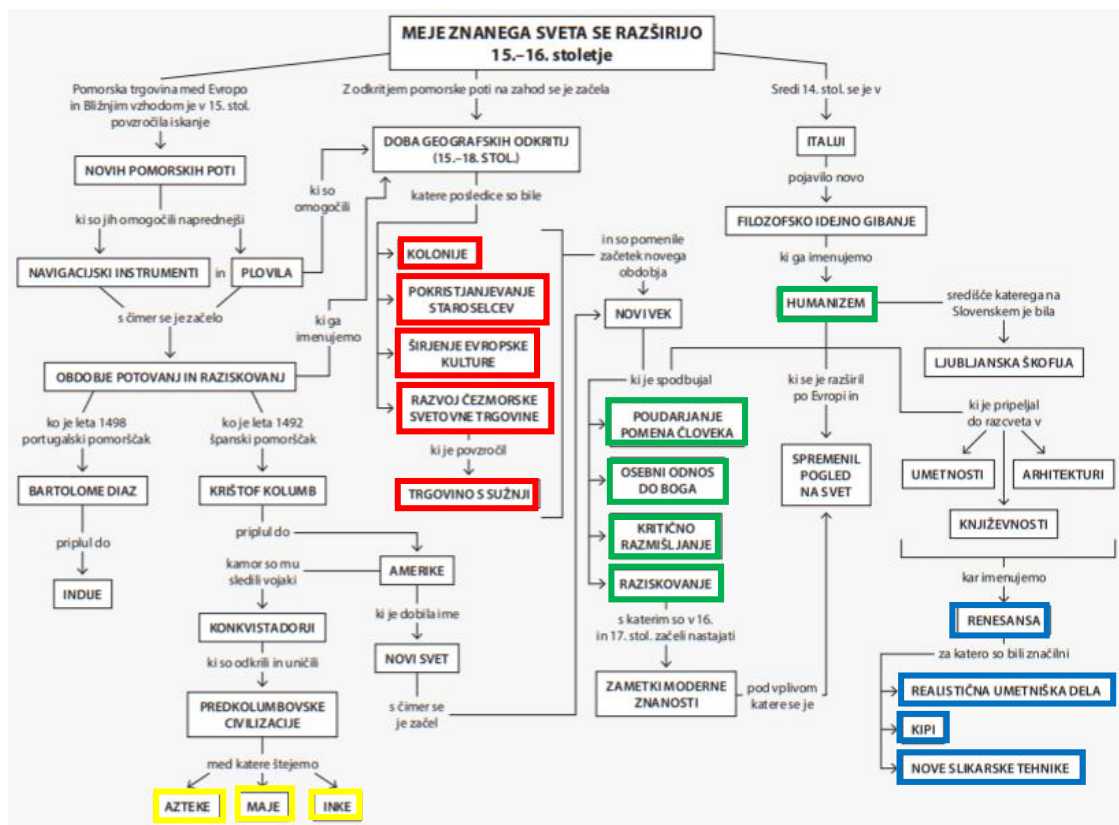 MEJE ZNANEGA SVETA SE RAZŠIRIJO
15.–16. stoletje
Pomorska trgovina med Evropo
in Bližnjim vzhodom je v 15. stol.
povzročila iskanje
NOVIH POMORSKIH POTI
ki so jih omogočili naprednejši
NAVIGACIJSKI INSTRUMENTI
in
PLOVILA
s čimer se je začelo
OBDOBJE POTOVANJ IN RAZISKOVANJ
ki so
omogočili
ki ga
imenujemo
ko je leta 1498
portugalski pomorščak
BARTOLOME DIAZ
priplul do
INDIJE
ko je leta 1492
španski pomorščak
KRIŠTOF KOLUMB
priplul do
AMERIKE
kamor so mu
sledili vojaki
KONKVISTADORJI
ki so odkrili in uničili
PREDKOLUMBOVSKE
CIVILIZACIJE
med katere štejemo
AZTEKE
MAJE
INKE
ki je dobila ime
NOVI SVET
s čimer se
je začel
Z odkritjem pomorske poti na zahod se je začela
DOBA GEOGRAFSKIH ODKRITIJ
(15.–18. STOL.)
katere posledice so bile
KOLONIJE
POKRISTJANJEVANJE
STAROSELCEV
ŠIRJENJE EVROPSKE
KULTURE
RAZVOJ ČEZMORSKE
SVETOVNE TRGOVINE
ki je povzročil
TRGOVINO S SUŽNJI
in so pomenile
začetek novega
obdobja
NOVI VEK
ki je spodbujal
POUDARJANJE
POMENA ČLOVEKA
OSEBNI ODNOS
DO BOGA
KRITIČNO
RAZMIŠLJANJE
RAZISKOVANJE
s katerim so v 16.
in 17. stol. začeli nastajati
ZAMETKI MODERNE
ZNANOSTI
pod vplivom
katere se je
Sredi 14. stol. se je v
ITALIJI
pojavilo novo
FILOZOFSKO IDEJNO GIBANJE
ki ga imenujemo
HUMANIZEM
središče katerega na
Slovenskem je bila
LJUBLJANSKA ŠKOFIJA
ki se je razširil
po Evropi in
SPREMENIL
POGLED
NA SVET
ki je pripeljal
do razcveta v
UMETNOSTI
ARHITEKTURI
KNJIŽEVNOSTI
kar imenujemo
RENESANSA
za katero so bili značilni
REALISTIČNA UMETNIŠKA DELA
KIPI
NOVE SLIKARSKE TEHNIKE